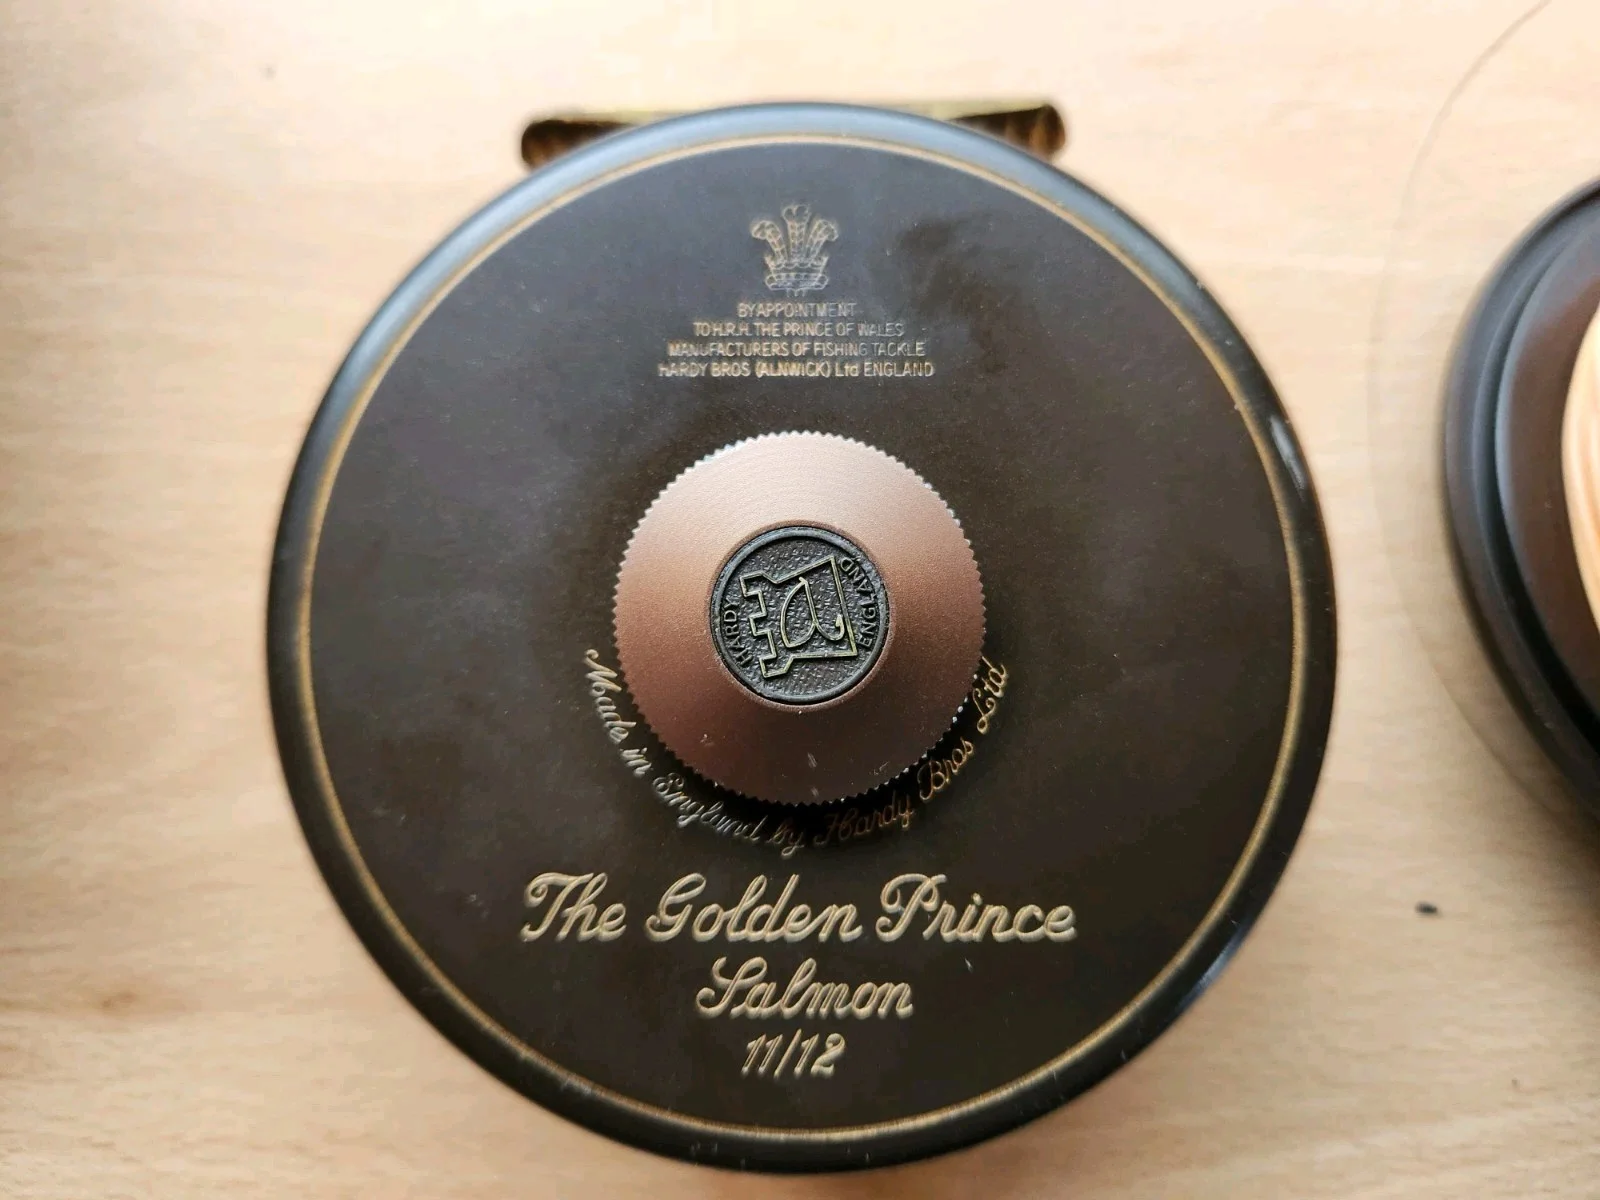 BY APPOINTMENT
TO H.R.H. THE PRINCE OF WALES
MANUFACTURERS OF FISHING TACKLE
HARDY BROS (ALNWICK) Ltd ENGLAND
HARDY
ENGLAND
Made in England by Hardy Bros Ltd
The Golden Prince
Salmon
11/12